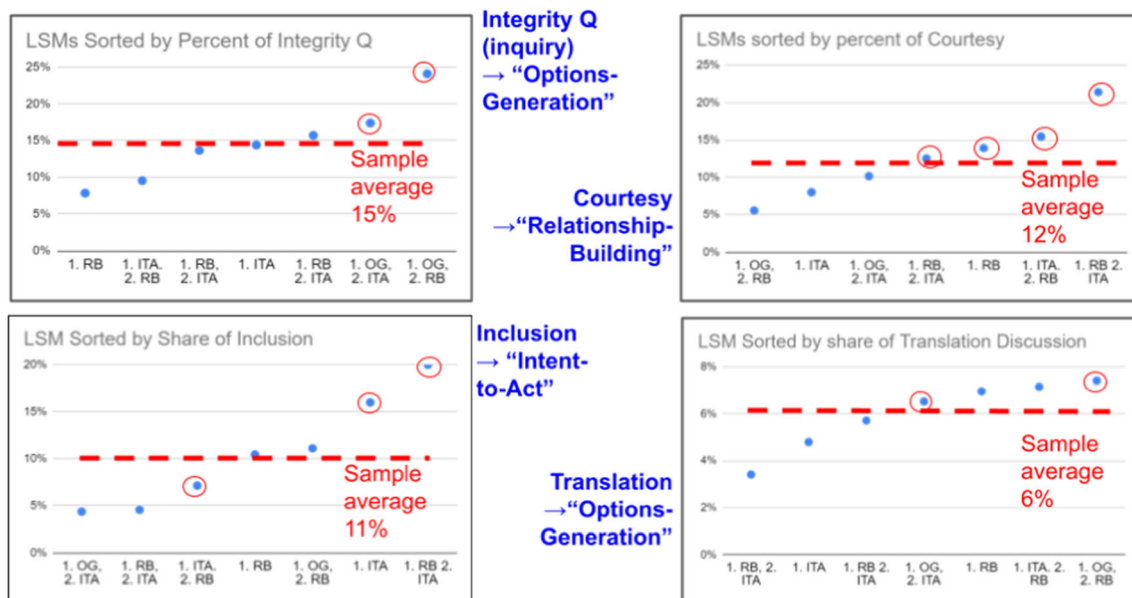 LSMs Sorted by Percent of Integrity Q
25%
20%
15%
10%
5%
0%
Sample
average
15%
1. RB
1. ITA.
2. RB
1. RB,
2. ITA
1. ITA
1. RB
2. ITA
1. OG,
2. ITA
1. OG,
2. RB
Integrity Q
(inquiry)
→ “Options-
Generation”
Courtesy
→“Relationship-
Building”
LSMs sorted by percent of Courtesy
25%
20%
15%
10%
5%
0%
Sample
average
12%
1. OG,
2. RB
1. ITA
1. OG,
2. ITA
1. RB,
2. ITA
1. RB
1. ITA.
2. RB
1. RB 2.
ITA
LSM Sorted by Share of Inclusion
20%
15%
10%
5%
0%
Sample
average
11%
1. OG,
2. ITA
1. RB,
2. ITA
1. ITA.
2. RB
1. RB
1. OG,
2. RB
1. ITA
1. RB 2.
ITA
Inclusion
→ “Intent-
to-Act”
Translation
→“Options-
Generation”
LSM Sorted by share of Translation Discussion
8%
6%
4%
2%
0%
Sample
average
6%
1. RB, 2.
ITA
1. ITA
1. RB 2.
ITA
1. OG,
2. ITA
1. RB
1. ITA. 2.
RB
1. OG,
2. RB